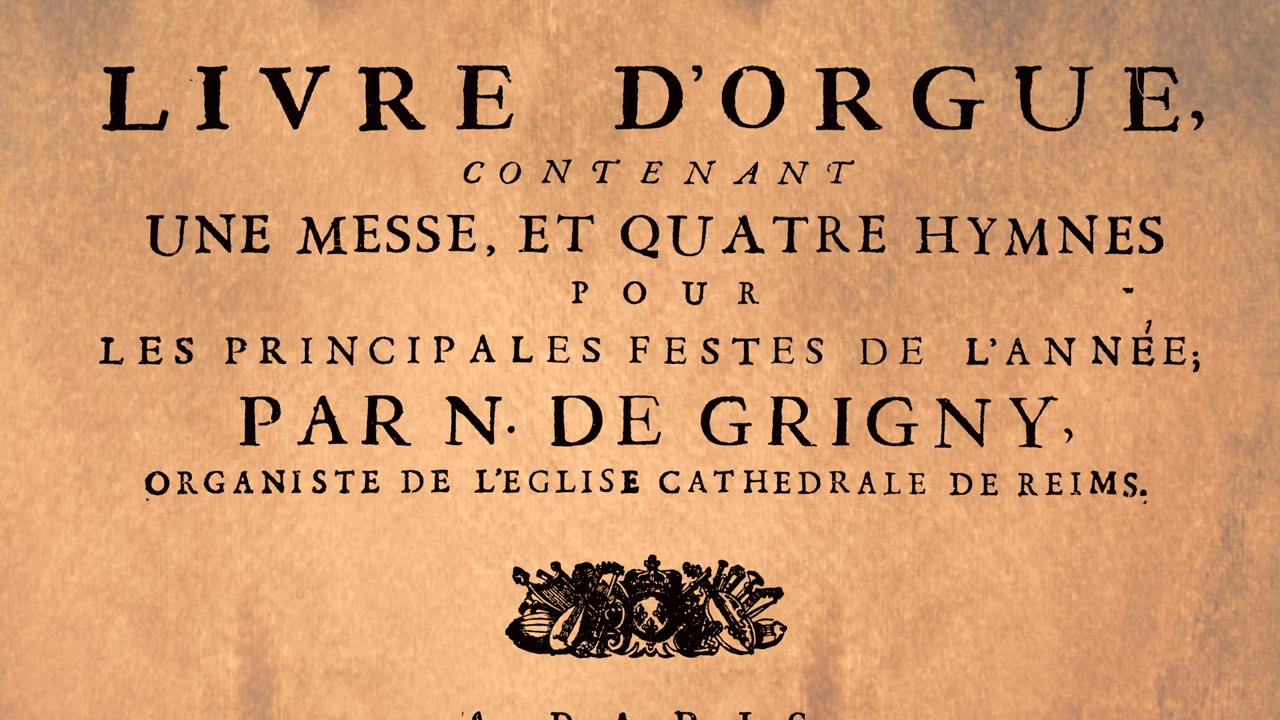 LIVRE D'ORGUE,
CONTENANT
UNE MESSE, ET QUATRE HYMNES
POUR
LES PRINCIPALES FESTES DE L'ANNÉE;
PAR N. DE GRIGNY,
ORGANISTE DE L'EGLISE CATHEDRALE DE REIMS.
A PARIS